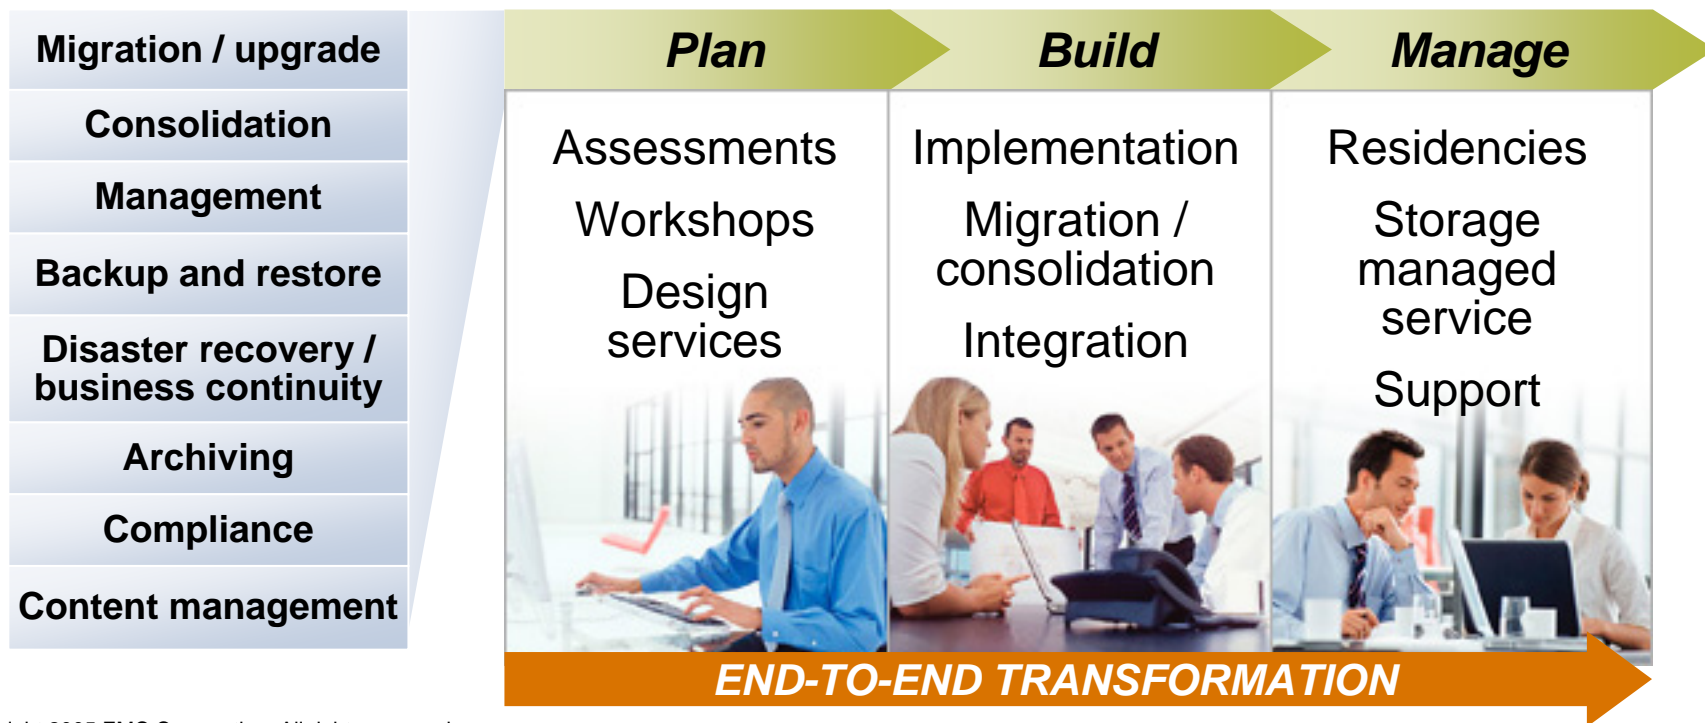 Migration / upgrade
Consolidation
Management
Backup and restore
Disaster recovery /
business continuity
Archiving
Compliance
Content management
Plan
Assessments
Workshops
Design
services
Build
Implementation
Migration /
consolidation
Integration
Manage
Residencies
Storage
managed
service
Support
END-TO-END TRANSFORMATION